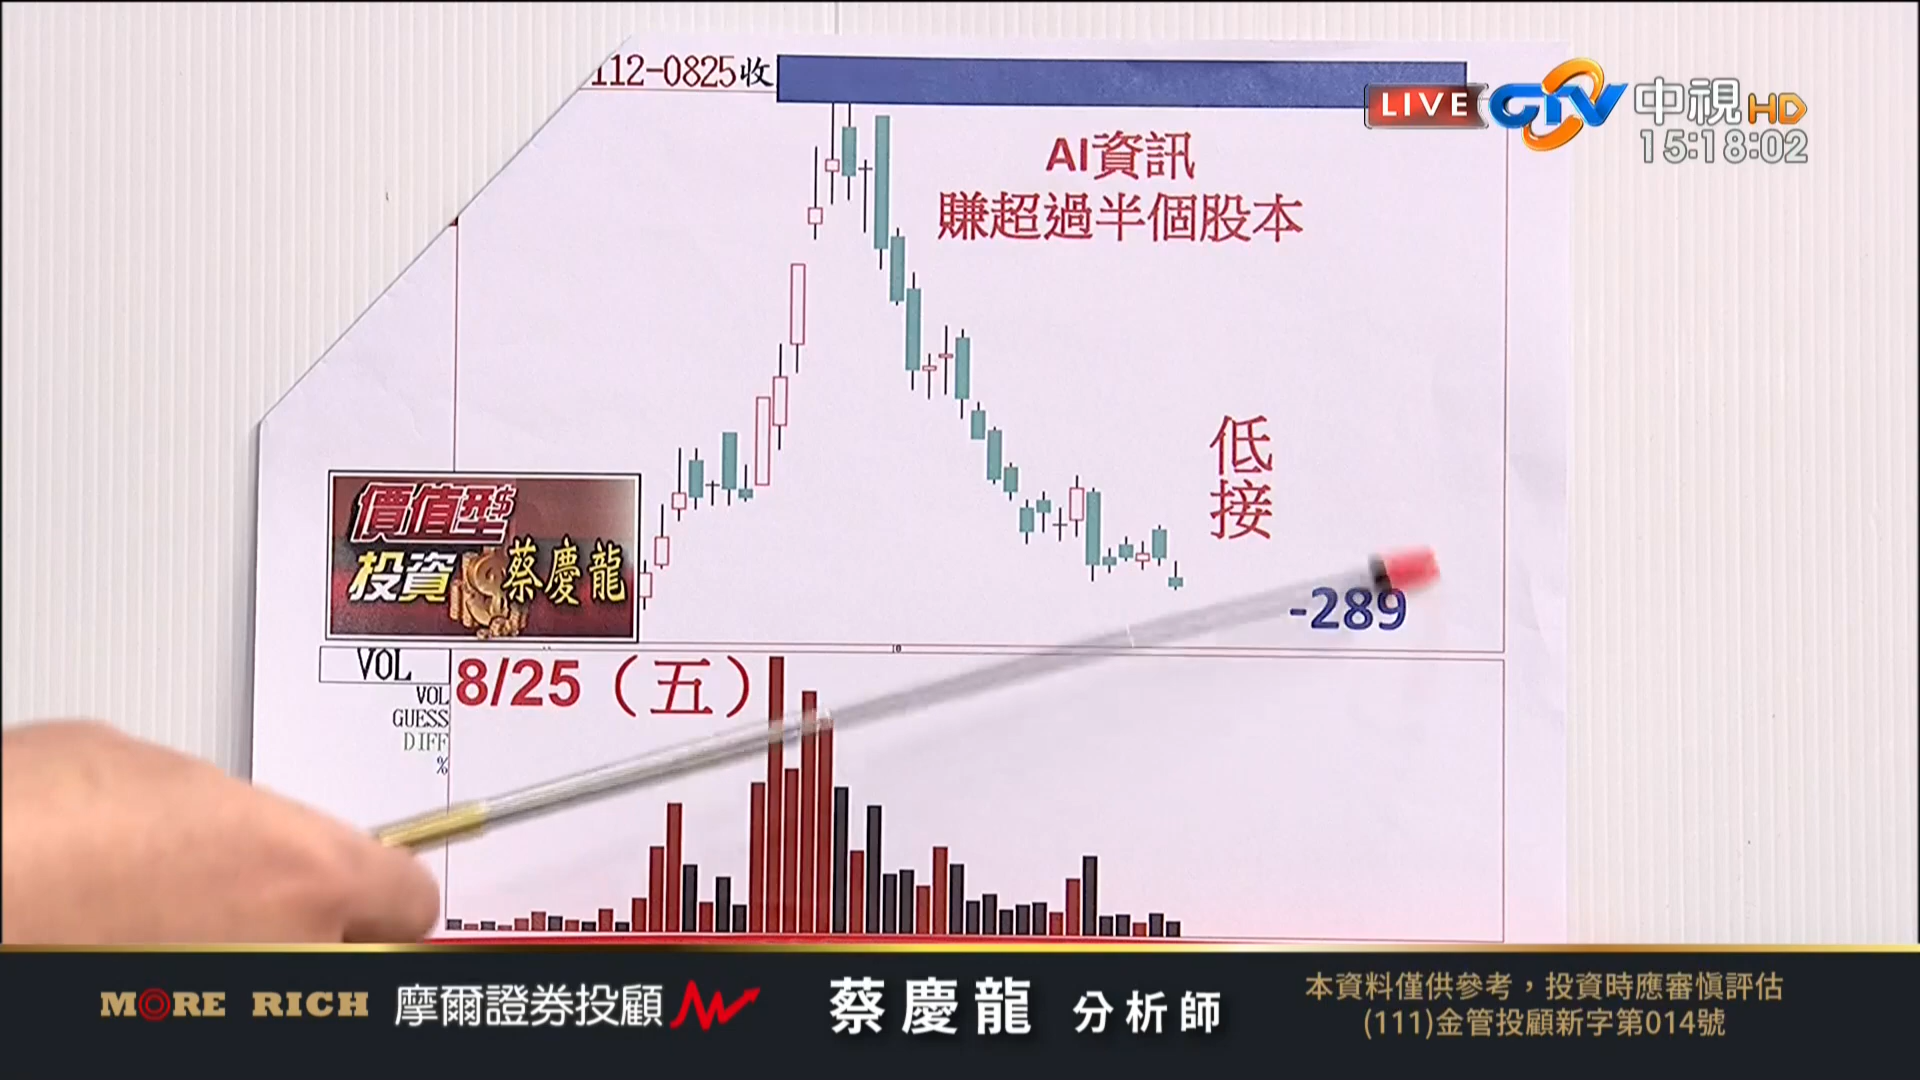 112-0825收
LIVE
CTV
中視HD
15:18:02
AI資訊
賺超過半個股本
低
接
-289
價值型$
投資
蔡慶龍
VOL
8/25（五）
VOL
GUESS
DIFF
%
MORE RICH
摩爾證券投顧
蔡慶龍 分析師
本資料僅供參考，投資時應審慎評估
(111)金管投顧新字第014號